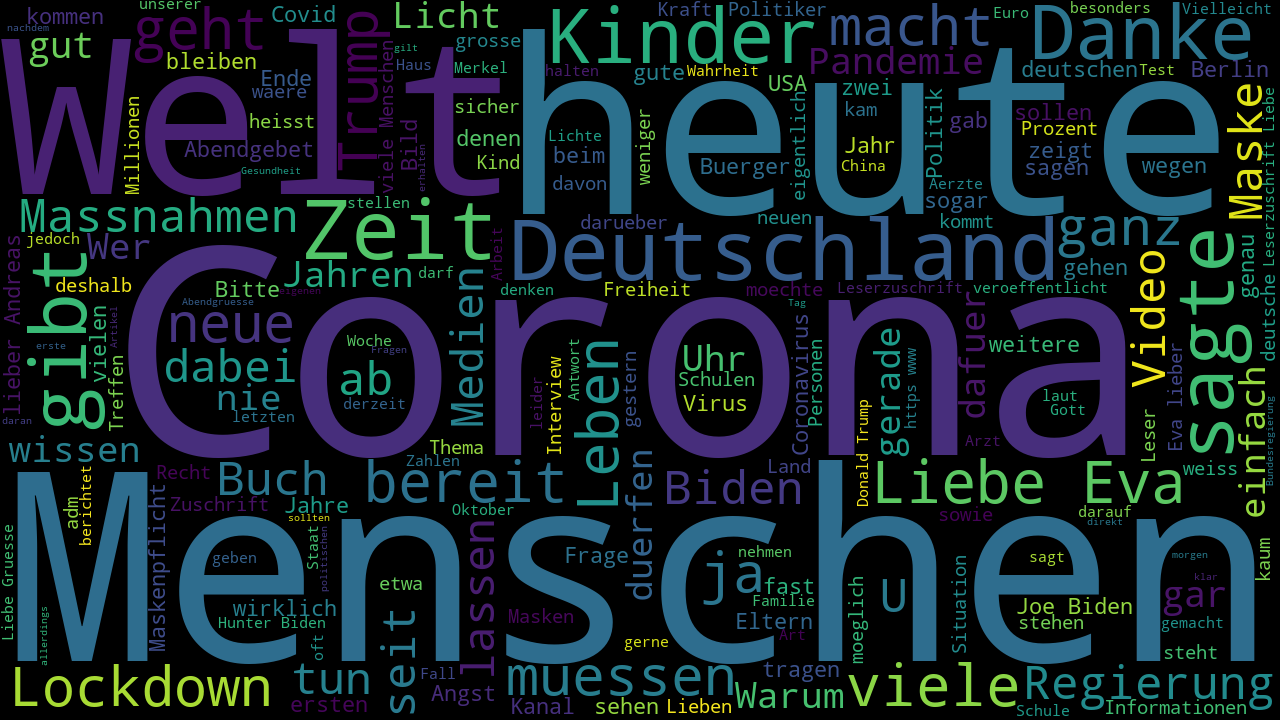 unserer
nachdem
Covid
Licht
Kraft
Politiker
Euro
besonders
Vielleicht
geht
Kinder
macht
Danke
gut
bleiben
Trump
gilt
Haus
grosse
Merkel
halten
gute
Wahrheit
USA
Pandemie
deutschen
Test
Berlin
Welt
heute
Ende
waere
heisst
Millionen
Abendgebet
Gesundheit
viele Menschen
Bild
erhalten
sicher
denen
Kind
Lichte
beim
davon
weniger
Buerger
eigentlich
zwei
kam
Jahr
China
Politik
Aerzte
sogar
gab
sollen
Prozent
zeigt
sagen
wegen
Maske
deutsche Leserzuschrift Liebe
Massnahmen
Zeit
stellen
darueber
neuen
kommt
kommen
jedoch
Wer
deshalb
lieber Andreas
gibt
Jahren
darf
Arbeit
Deutschland
ganz
gehen
genau
sagte
Bitte
eigenen
denken
Freiheit
moechte
Leserzuschrift
veroeffentlicht
Abendgruesse
Corona
neue
Woche
Fragen
Medien
Tag
Uhr
Schulen
Virus
Coronavirus
Personen
gerade
https www
dafuer
weitere
Video
Eva lieber
einfach
Bundesregierung
erste
vielen
Artikel
Treffen
daran
dabei
nie
letzten
ab
derzeit
leider
Interview
Antwort
Leben
gestern
laut
Gott
Leser
Arzt
Donald Trump
wissen
Thema
Zahlen
Recht
Buch
bereit
Biden
Land
Liebe Eva
weiss
adm
berichtet
Zuschrift
Jahre
sollten
Oktober
sowie
darauf
direkt
Menschen
Maskenpflicht
Staat
politischen
geben
lassen
Frage
duerfen
nehmen
ja
fast
Familie
sagt
morgen
klar
kaum
Liebe Gruesse
allerdings
wirklich
Hunter Biden
oft
etwa
seit
Masken
gerne
Eltern
Art
moeglich
U
Situation
Joe Biden
stehen
gar
gemacht
steht
Lockdown
tun
ersten
Fall
Angst
muessen
Kanal
sehen
Lieben
tragen
Warum
viele
Regierung
Schule
Informationen